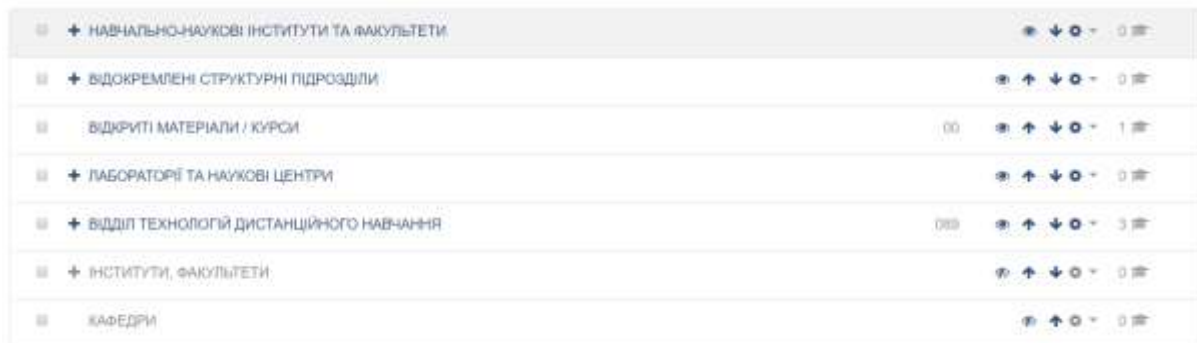 НАВЧАЛЬНО-НАУКОВІ ІНСТИТУТИ ТА ФАКУЛЬТЕТИ 0
ВІДОКРЕМЛЕНІ СТРУКТУРНІ ПІДРОЗДІЛИ 0
ВІДКРИТІ МАТЕРІАЛИ / КУРСИ 00 1
ЛАБОРАТОРІЇ ТА НАУКОВІ ЦЕНТРИ 0
ВІДДІЛ ТЕХНОЛОГІЙ ДИСТАНЦІЙНОГО НАВЧАННЯ 3
ІНСТИТУТИ, ФАКУЛЬТЕТИ 0
КАФЕДРИ 0